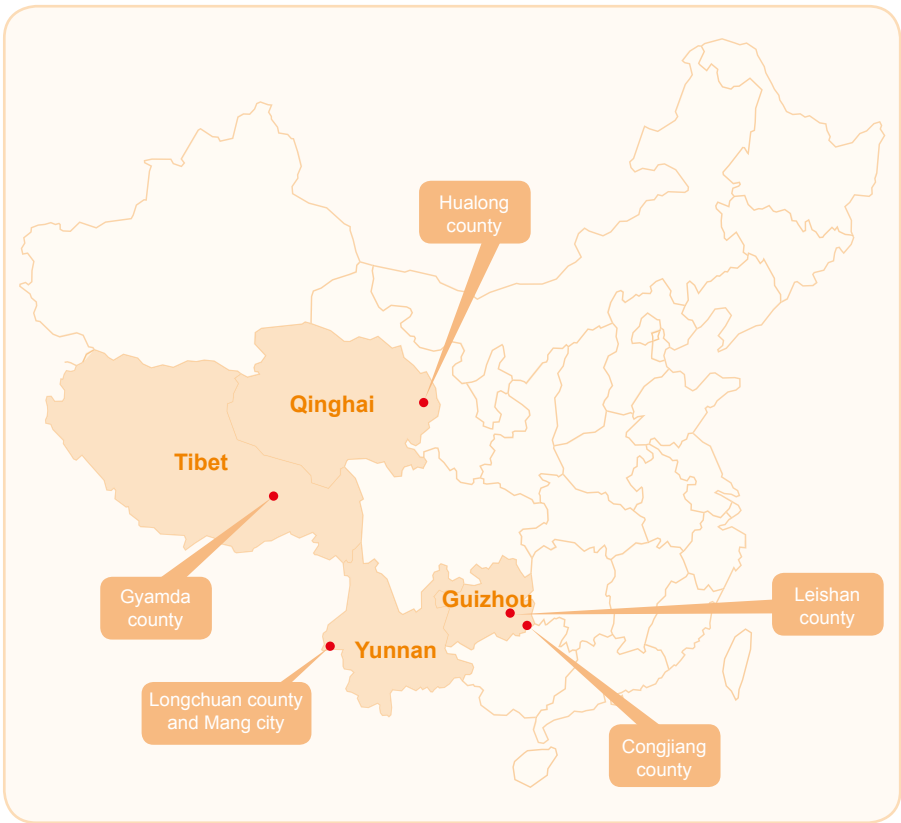 Hualong
county
Qinghai
Tibet
Gyamda
county
Guizhou
Leishan
county
Yunnan
Longchuan county
and Mang city
Congjiang
county